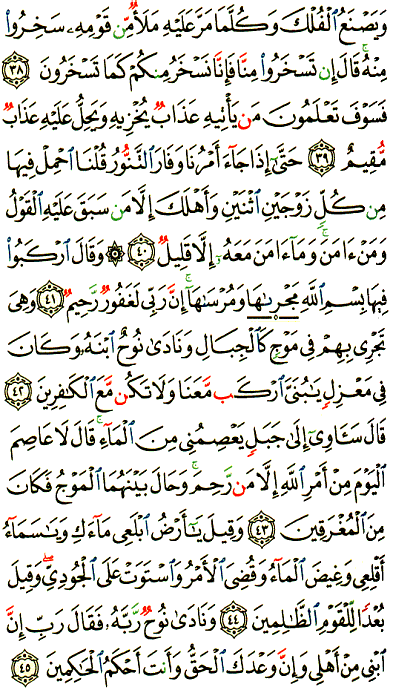 وَيَصْنَعُ ٱلْفُلْكَ وَكُلَّمَا مَرَّ عَلَيْهِ مَلَأٌ مِّن قَوْمِهِۦ سَخِرُوا۟
مِنْهُ ۚ قَالَ إِن تَسْخَرُوا۟ مِنَّا فَإِنَّا نَسْخَرُ مِنكُمْ كَمَا تَسْخَرُونَ ٣٨
فَسَوْفَ تَعْلَمُونَ مَن يَأْتِيهِ عَذَابٌ يُخْزِيهِ وَيَحِلُّ عَلَيْهِ عَذَابٌ
مُّقِيمٌ ٣٩ حَتَّىٰٓ إِذَا جَآءَ أَمْرُنَا وَفَارَ ٱلتَّنُّورُ قُلْنَا ٱحْمِلْ فِيهَا
مِن كُلٍّ زَوْجَيْنِ ٱثْنَيْنِ وَأَهْلَكَ إِلَّا مَن سَبَقَ عَلَيْهِ ٱلْقَوْلُ
وَمَنْ ءَامَنَ ۚ وَمَآ ءَامَنَ مَعَهُۥٓ إِلَّا قَلِيلٌ ٤٠ ۞ وَقَالَ ٱرْكَبُوا۟
فِيهَا بِسْمِ ٱللَّهِ مَجْر۪ىٰهَا وَمُرْسَىٰهَآ ۚ إِنَّ رَبِّى لَغَفُورٌ رَّحِيمٌ ٤١ وَهِىَ
تَجْرِى بِهِمْ فِى مَوْجٍ كَٱلْجِبَالِ وَنَادَىٰ نُوحٌ ٱبْنَهُۥ وَكَانَ
فِى مَعْزِلٍ يَٰبُنَىَّ ٱرْكَب مَّعَنَا وَلَا تَكُن مَّعَ ٱلْكَٰفِرِينَ ٤٢
قَالَ سَـَٔاوِىٓ إِلَىٰ جَبَلٍ يَعْصِمُنِى مِنَ ٱلْمَآءِ ۚ قَالَ لَا عَاصِمَ
ٱلْيَوْمَ مِنْ أَمْرِ ٱللَّهِ إِلَّا مَن رَّحِمَ ۚ وَحَالَ بَيْنَهُمَا ٱلْمَوْجُ فَكَانَ
مِنَ ٱلْمُغْرَقِينَ ٤٣ وَقِيلَ يَٰٓأَرْضُ ٱبْلَعِى مَآءَكِ وَيَٰسَمَآءُ
أَقْلِعِى وَغِيضَ ٱلْمَآءُ وَقُضِىَ ٱلْأَمْرُ وَٱسْتَوَتْ عَلَى ٱلْجُودِىِّ ۖ وَقِيلَ
بُعْدًا لِّلْقَوْمِ ٱلظَّٰلِمِينَ ٤٤ وَنَادَىٰ نُوحٌ رَّبَّهُۥ فَقَالَ رَبِّ إِنَّ
ٱبْنِى مِنْ أَهْلِى وَإِنَّ وَعْدَكَ ٱلْحَقُّ وَأَنتَ أَحْكَمُ ٱلْحَٰكِمِينَ ٤٥